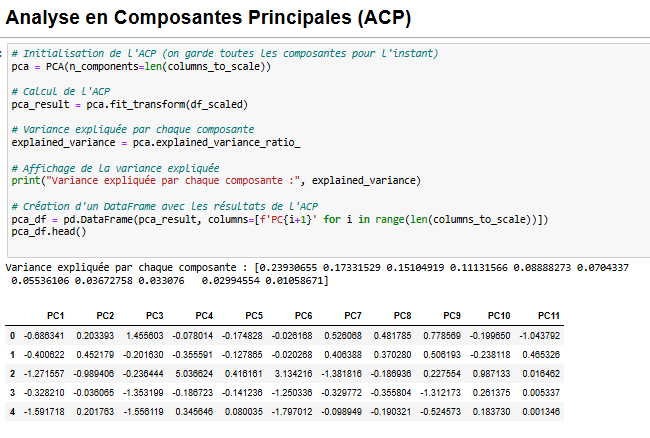 Analyse en Composantes Principales (ACP)
# Initialisation de l'ACP (on garde toutes les composantes pour l'instant)
pca = PCA(n_components=len(columns_to_scale))
# Calcul de l'ACP
pca_result = pca.fit_transform(df_scaled)
# Variance expliquée par chaque composante
explained_variance = pca.explained_variance_ratio_
# Affichage de la variance expliquée
print("Variance expliquée par chaque composante :", explained_variance)
# Création d'un DataFrame avec les résultats de l'ACP
pca_df = pd.DataFrame(pca_result, columns=[f'PC{i+1}' for i in range(len(columns_to_scale))])
pca_df.head()
Variance expliquée par chaque composante : [0.23930655 0.17331529 0.15104919 0.11131566 0.08888273 0.0704337
0.05536106 0.03672758 0.033076   0.02994554 0.01058671]
PC1 PC2 PC3 PC4 PC5 PC6 PC7 PC8 PC9 PC10 PC11
0 -0.686341 0.203393 1.455603 -0.078014 -0.174828 -0.026168 0.526068 0.481785 0.778569 -0.199650 -1.043792
1 -0.400622 0.452179 -0.201630 -0.355591 -0.127865 -0.020268 0.406388 0.370280 0.506193 -0.238118 0.465326
2 -1.271557 -0.989406 -0.236444 5.036624 0.416161 3.134216 -1.381816 -0.186936 0.227554 0.987133 0.016462
3 -0.328210 -0.036065 -1.353199 -0.186723 -0.141236 -1.250336 -0.329772 -0.355804 -1.312173 0.261375 0.005337
4 -1.591718 0.201763 -1.556119 0.345646 0.080035 -1.797012 -0.098949 -0.190321 -0.524573 0.183730 0.001346